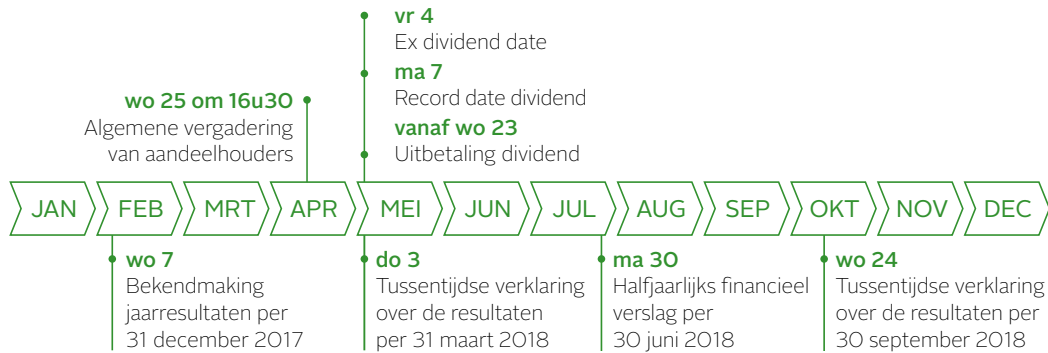 vr 4
Ex dividend date
ma 7
Record date dividend
vanaf wo 23
Uitbetaling dividend
wo 25 om 16u30
Algemene vergadering
van aandeelhouders
JAN FEB MRT APR MEI JUN JUL AUG SEP OKT NOV DEC
wo 7
Bekendmaking
jaarresultaten per
31 december 2017
do 3
Tussentijdse verklaring
over de resultaten
per 31 maart 2018
ma 30
Halfjaarlijks financieel
verslag per
30 juni 2018
wo 24
Tussentijdse verklaring
over de resultaten per
30 september 2018